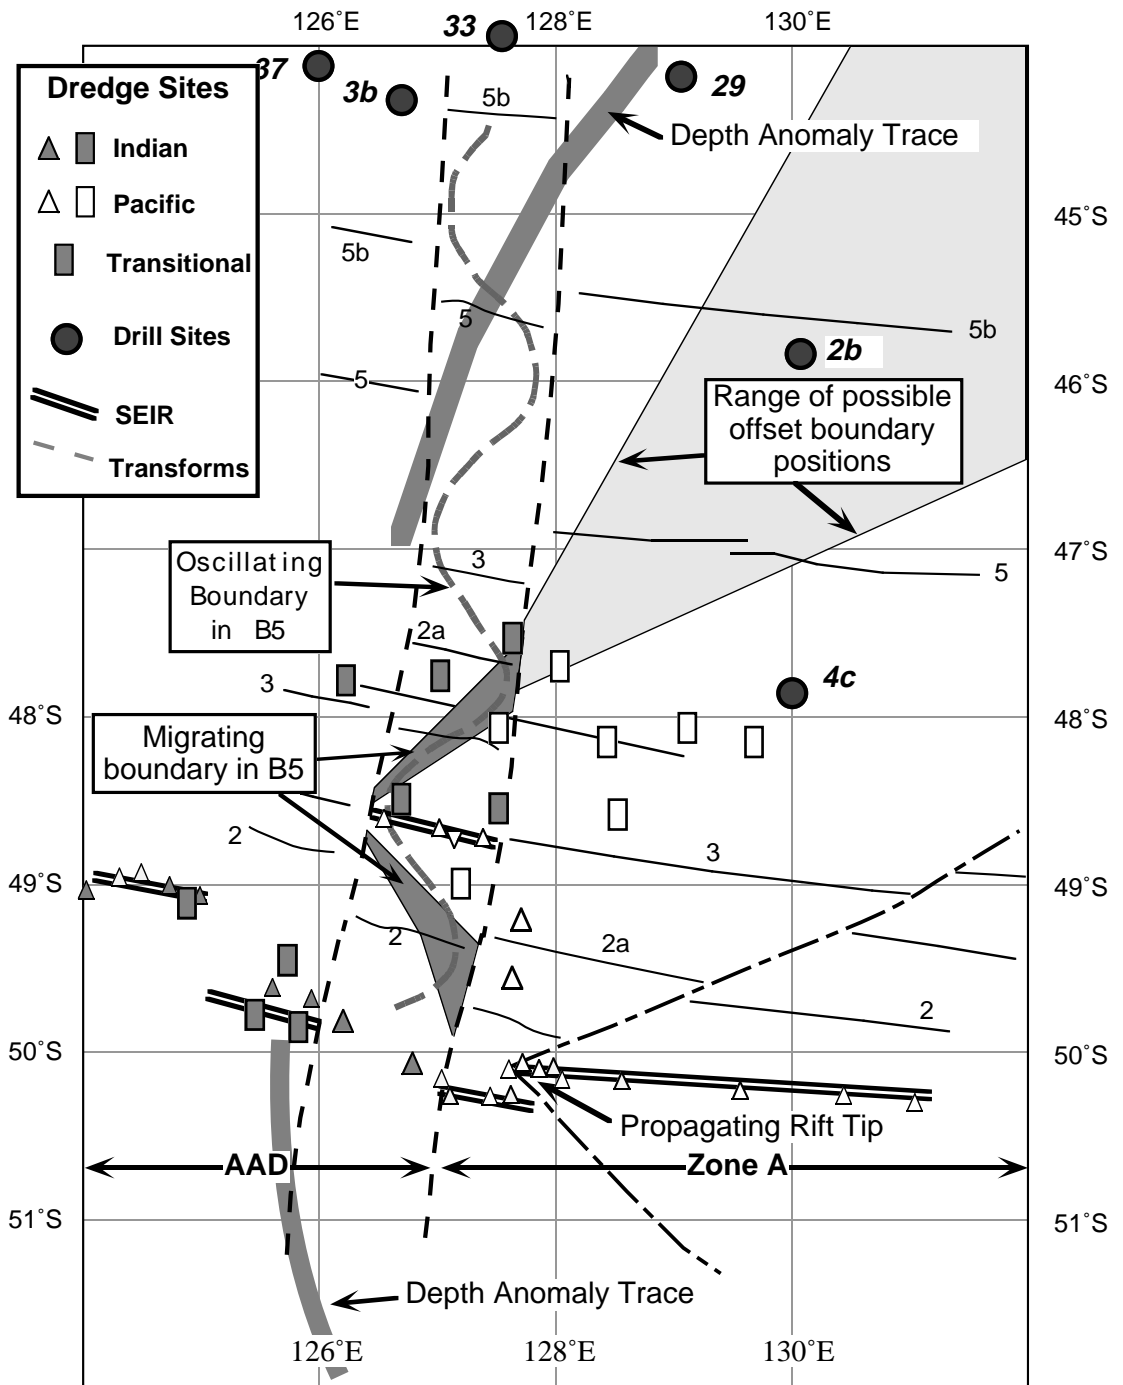 126˚E
33
128˚E
130˚E
37
3b
29
5b
Depth Anomaly Trace
Dredge Sites
Indian
Pacific
Transitional
Drill Sites
SEIR
Transforms
45˚S
5b
5
5b
2b
5
46˚S
Range of possible
offset boundary
positions
47˚S
3
5
Oscillating
Boundary
in B5
2a
3
4c
48˚S
48˚S
Migrating
boundary in B5
2
3
49˚S
49˚S
2
2a
2
50˚S
50˚S
Propagating Rift Tip
AAD
Zone A
51˚S
51˚S
Depth Anomaly Trace
126˚E
128˚E
130˚E